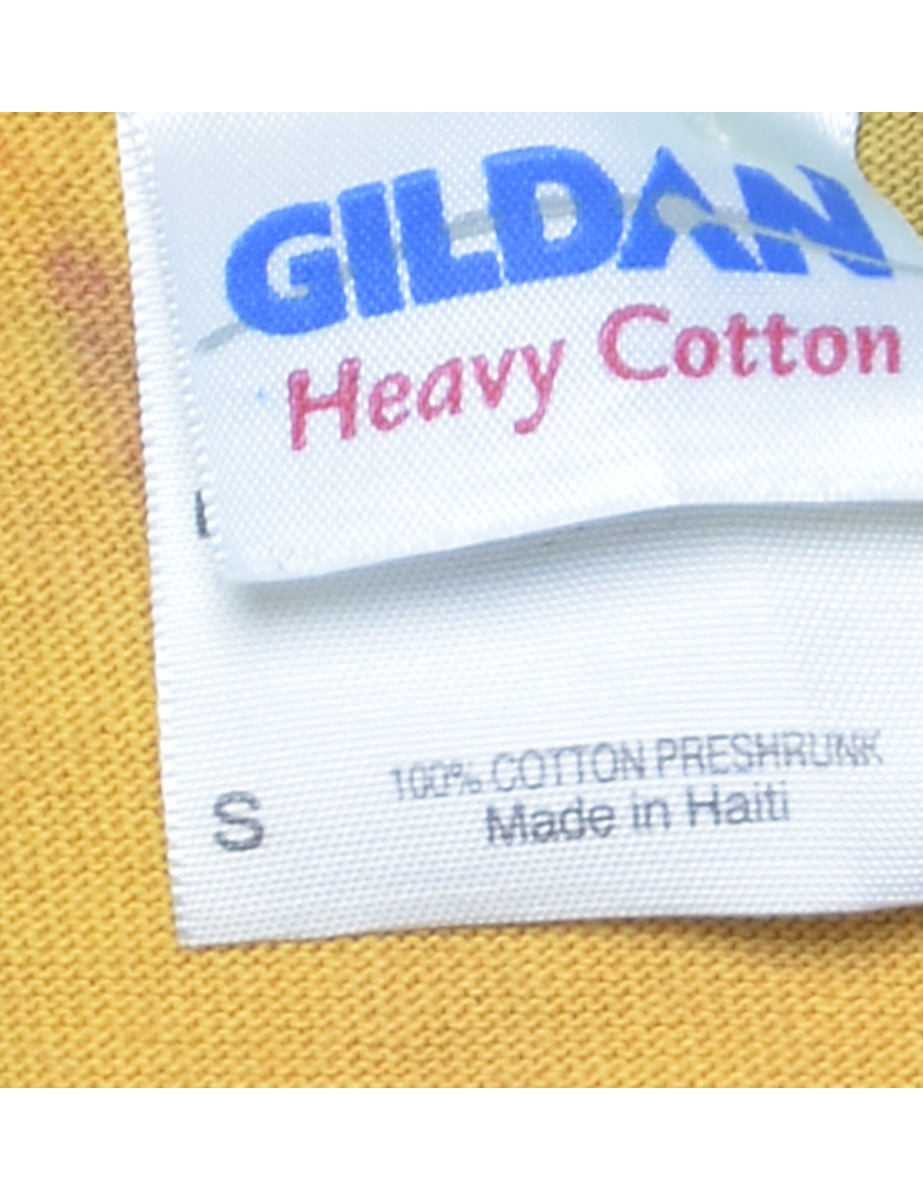 GILDAN
Heavy Cotton
100% COTTON PRESHRUNK
Made in Haiti
S